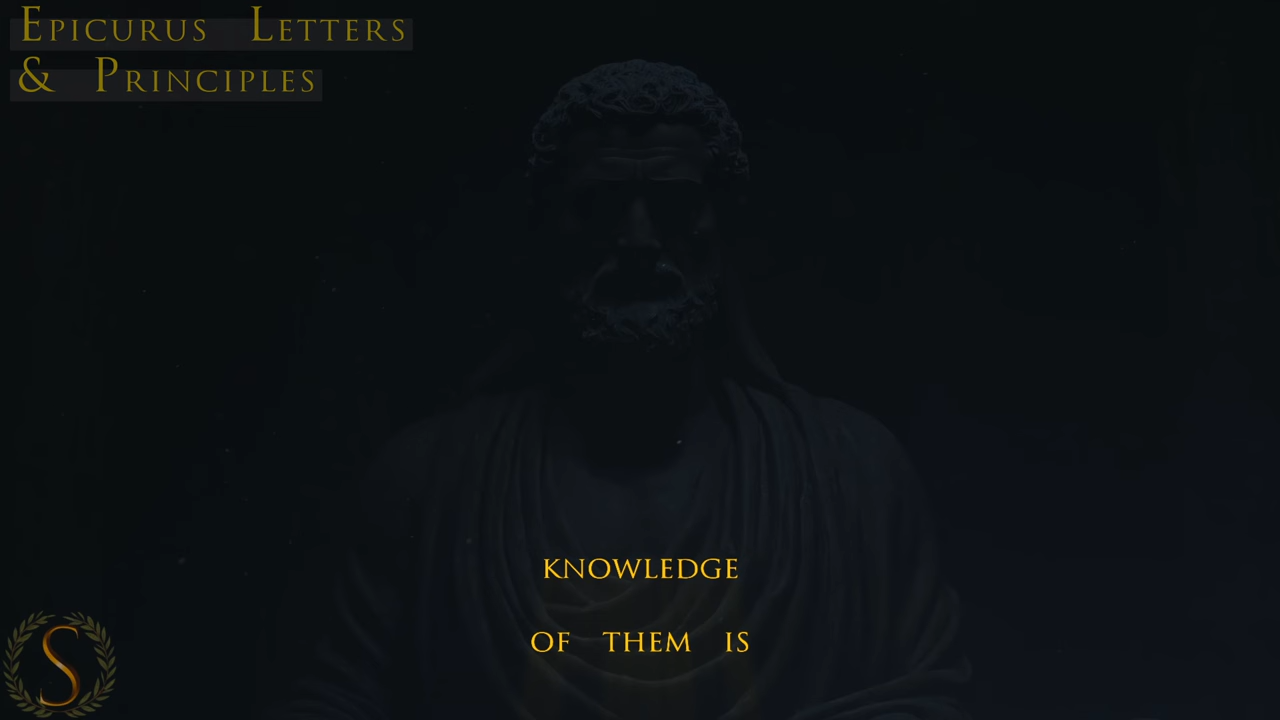 Epicurus Letters
& Principles
KNOWLEDGE
OF THEM IS
S